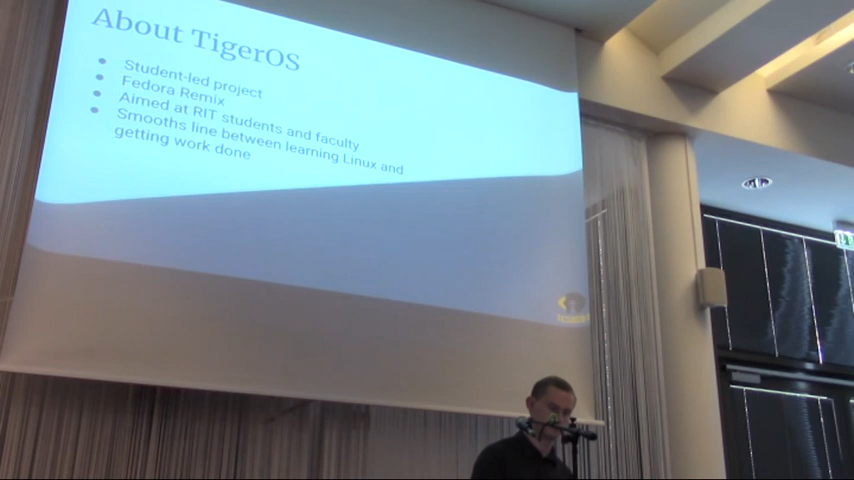 About TigerOS
Student-led project
Fedora Remix
Aimed at RIT students and faculty
Smooths line between learning Linux and
getting work done